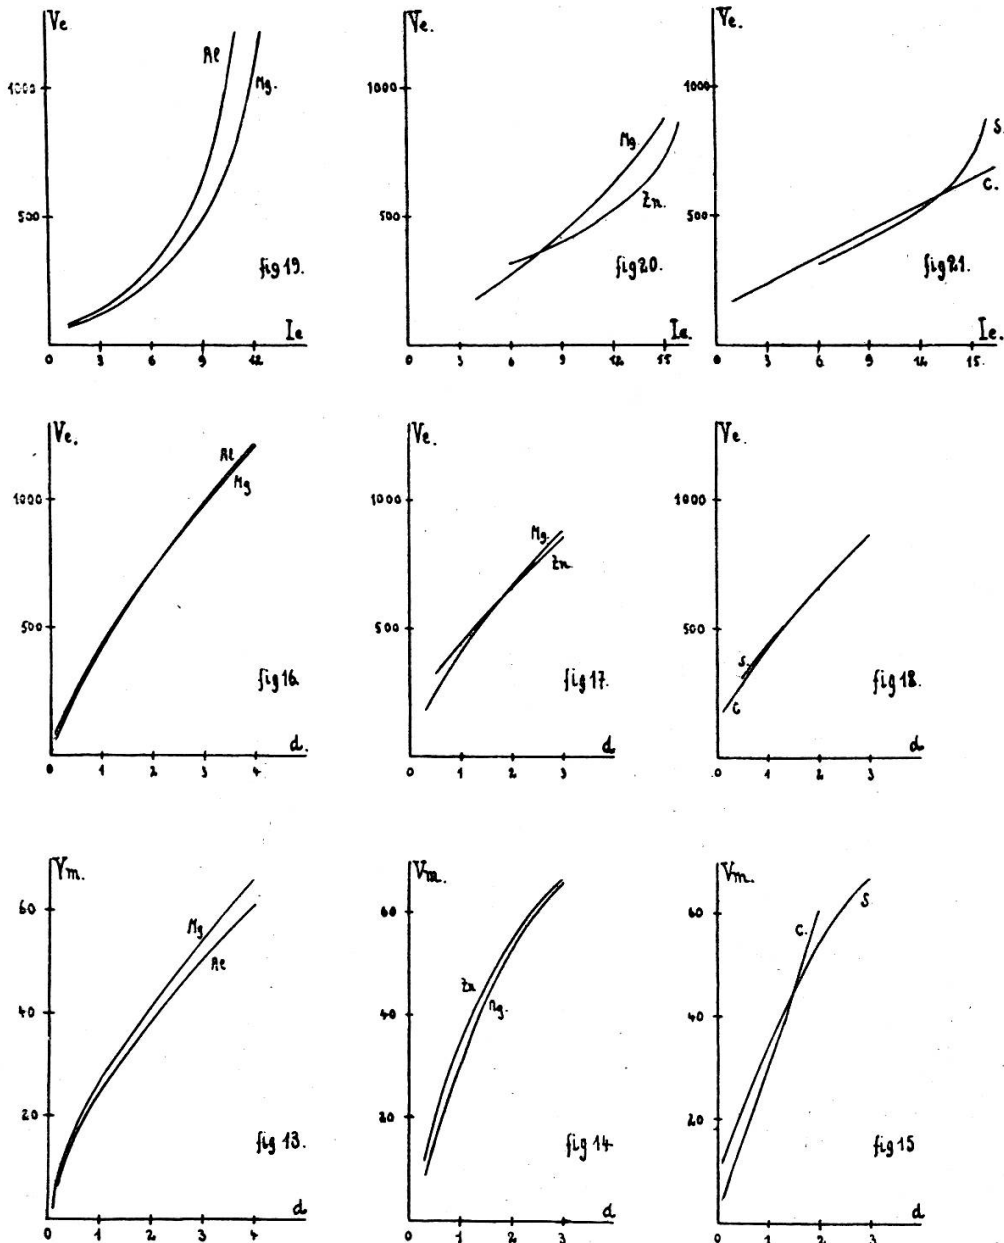 Ve
Al
Mg.
1000
500
fig 19.
Ie
0 3 6 9 12
Ve.
1000
Mg.
Zn.
500
fig 20.
Ie.
0 3 6 9 12 15
Ve.
1000
S.
C.
500
fig 21.
Ie.
0 3 6 9 12 15.
Ve.
Al
Mg
1000
500
fig 16.
d.
0 1 2 3 4
Ve.
1000
Mg.
Zn.
500
fig 17.
d
0 1 2 3
Ve.
1000
500
S.
C
fig 18.
d
0 1 2 3
Vm.
60
Mg
Al
40
20
fig 13.
d
0 1 2 3 4
Vm.
60
Zn
Mg.
40
20
fig 14.
d
0 1 2 3
Vm.
60
C.
S.
40
20
fig 15
d
0 1 2 3